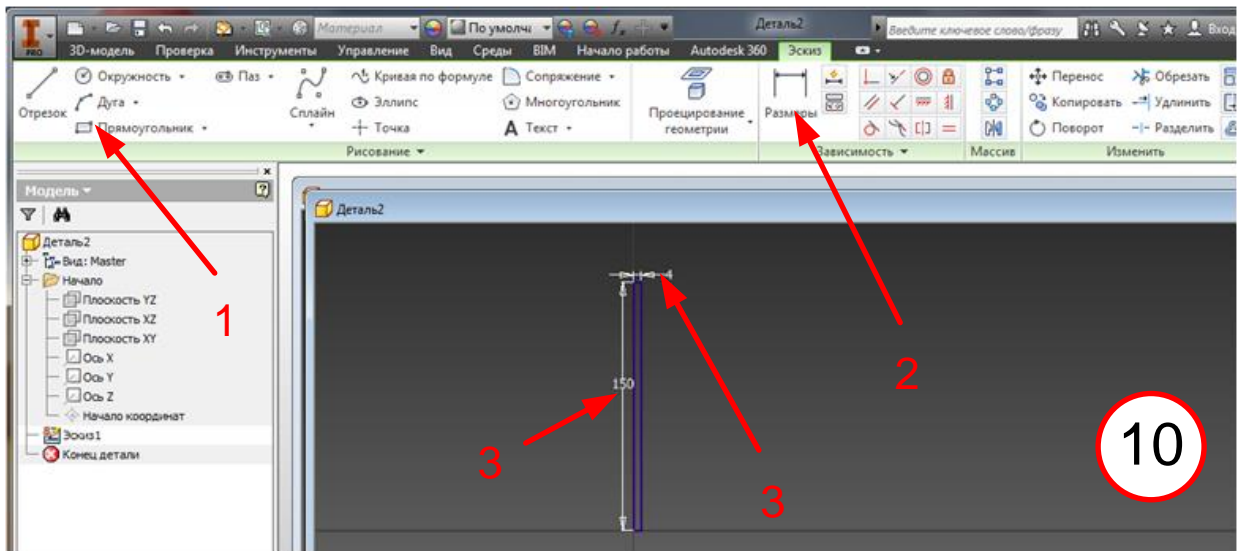 Материал По умолчa Деталь2 Введите ключевое слово/фразу Вход
PRO 3D-модель Проверка Инструменты Управление Вид Среды BIM Начало работы Autodesk 360 Эскиз
Окружность Паз Кривая по формуле Сопряжение Перенос Обрезать
Отрезок Дуга Сплайн Эллипс Многоугольник Проецирование геометрии Размеры Копировать Удлинить
Прямоугольник Точка A Текст Поворот Разделить
Рисование Зависимость Массив Изменить
Модель
Деталь2
Деталь2
Вид: Master
Начало
Плоскость YZ
Плоскость XZ
Плоскость XY
Ось X
Ось Y
Ось Z
Начало координат
Эскиз1
Конец детали
4
150
1
2
3
3
10